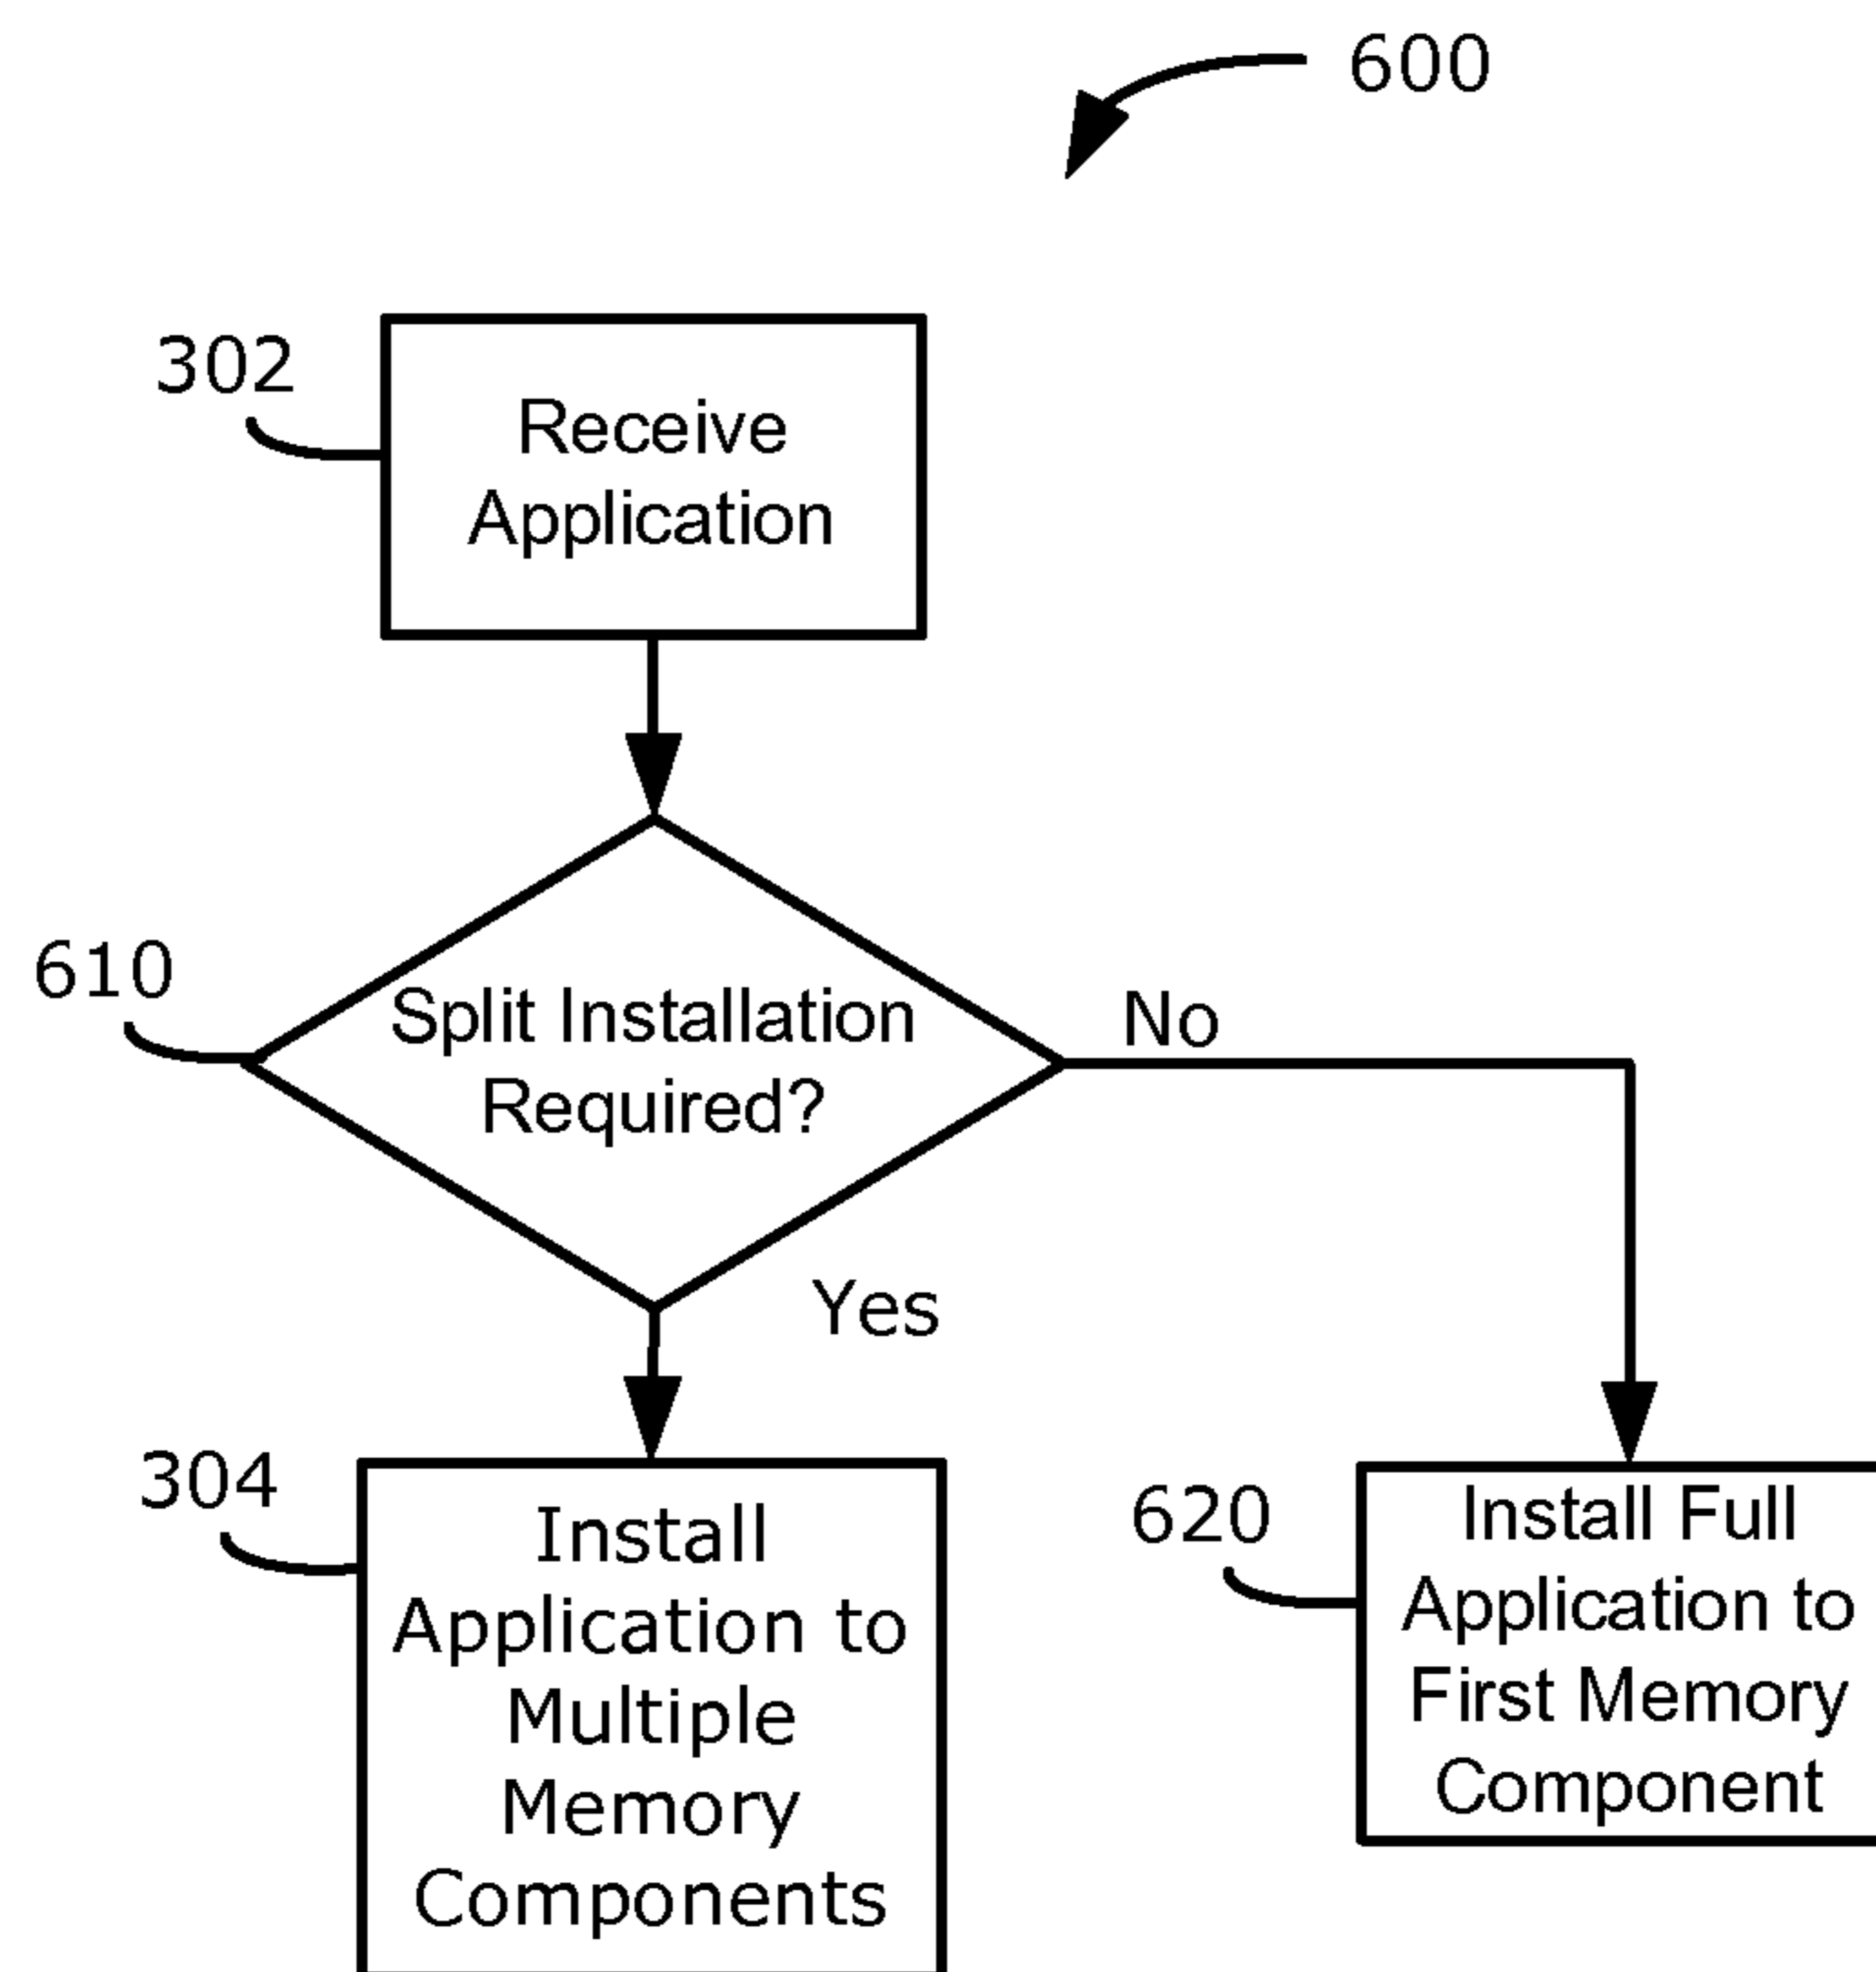 600
302
Receive
Application
610
Split Installation
Required?
No
Yes
304
Install
Application to
Multiple
Memory
Components
620
Install Full
Application to
First Memory
Component